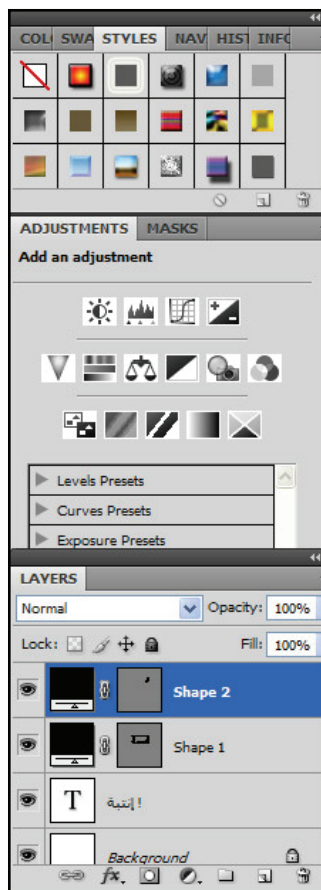 COL SWA STYLES NAV HIST INFO
ADJUSTMENTS MASKS
Add an adjustment
Levels Presets
Curves Presets
Exposure Presets
LAYERS
Normal Opacity: 100%
Lock: Fill: 100%
Shape 2
Shape 1
T إنتبة !
Background
fx.